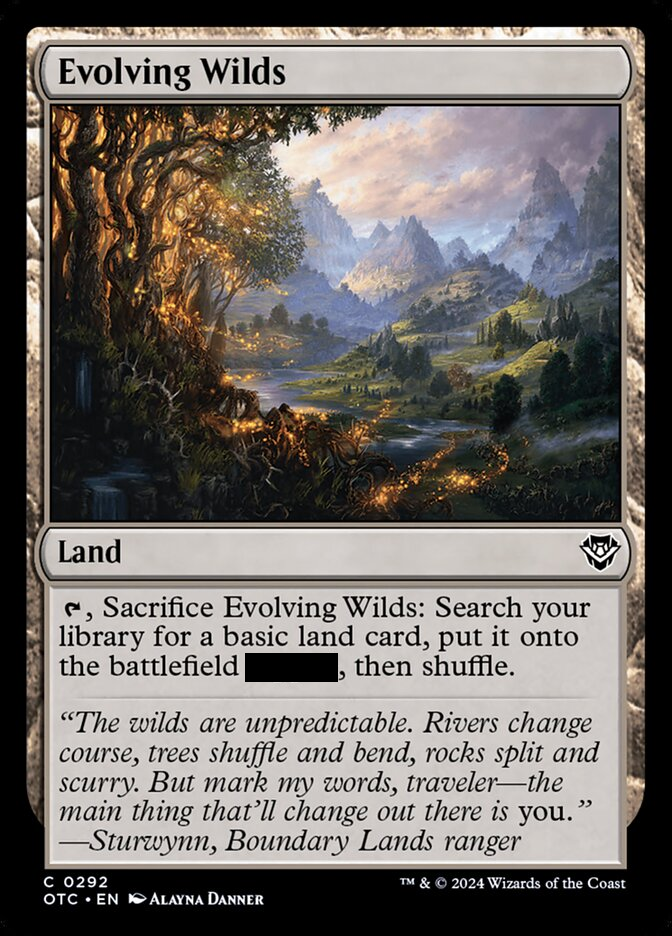 Evolving Wilds
Land
, Sacrifice Evolving Wilds: Search your
library for a basic land card, put it onto
the battlefield , then shuffle.
“The wilds are unpredictable. Rivers change
course, trees shuffle and bend, rocks split and
scurry. But mark my words, traveler—the
main thing that’ll change out there is you.”
—Sturwynn, Boundary Lands ranger
C 0292
OTC • EN Alayna Danner
™ & © 2024 Wizards of the Coast